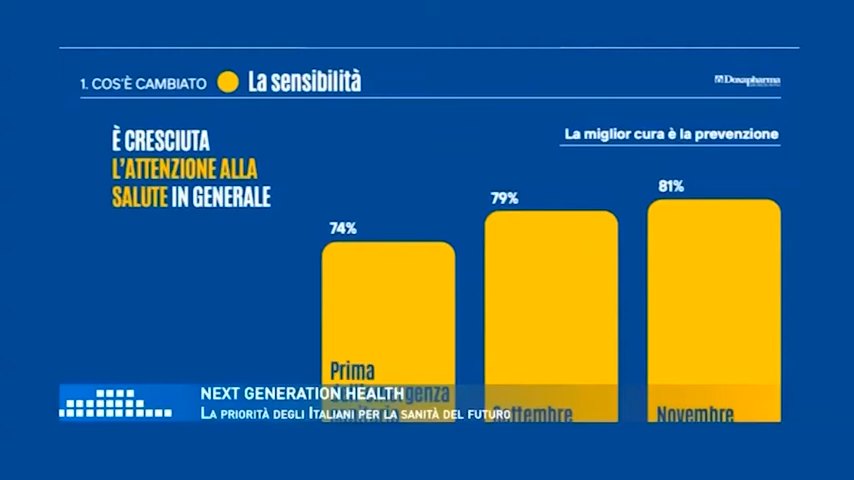 1. COS'È CAMBIATO La sensibilità
Doxapharma
È CRESCIUTA
L'ATTENZIONE ALLA
SALUTE IN GENERALE
La miglior cura è la prevenzione
74%
79%
81%
Prima
Settembre
Novembre
NEXT GENERATION HEALTH
LA PRIORITÀ DEGLI ITALIANI PER LA SANITÀ DEL FUTURO